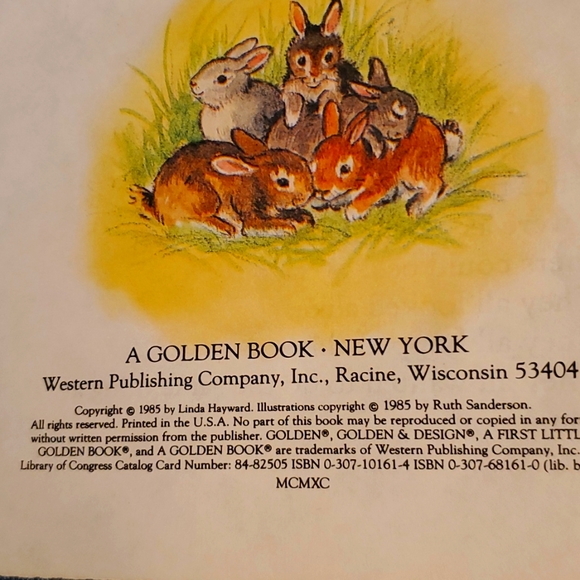 A GOLDEN BOOK · NEW YORK
Western Publishing Company, Inc., Racine, Wisconsin 53404
Copyright © 1985 by Linda Hayward. Illustrations copyright © 1985 by Ruth Sanderson.
All rights reserved. Printed in the U.S.A. No part of this book may be reproduced or copied in any for
without written permission from the publisher. GOLDEN®, GOLDEN & DESIGN®, A FIRST LITTL
GOLDEN BOOK®, and A GOLDEN BOOK® are trademarks of Western Publishing Company, Inc.
Library of Congress Catalog Card Number: 84-82505 ISBN 0-307-10161-4 ISBN 0-307-68161-0 (lib. b
MCMXC